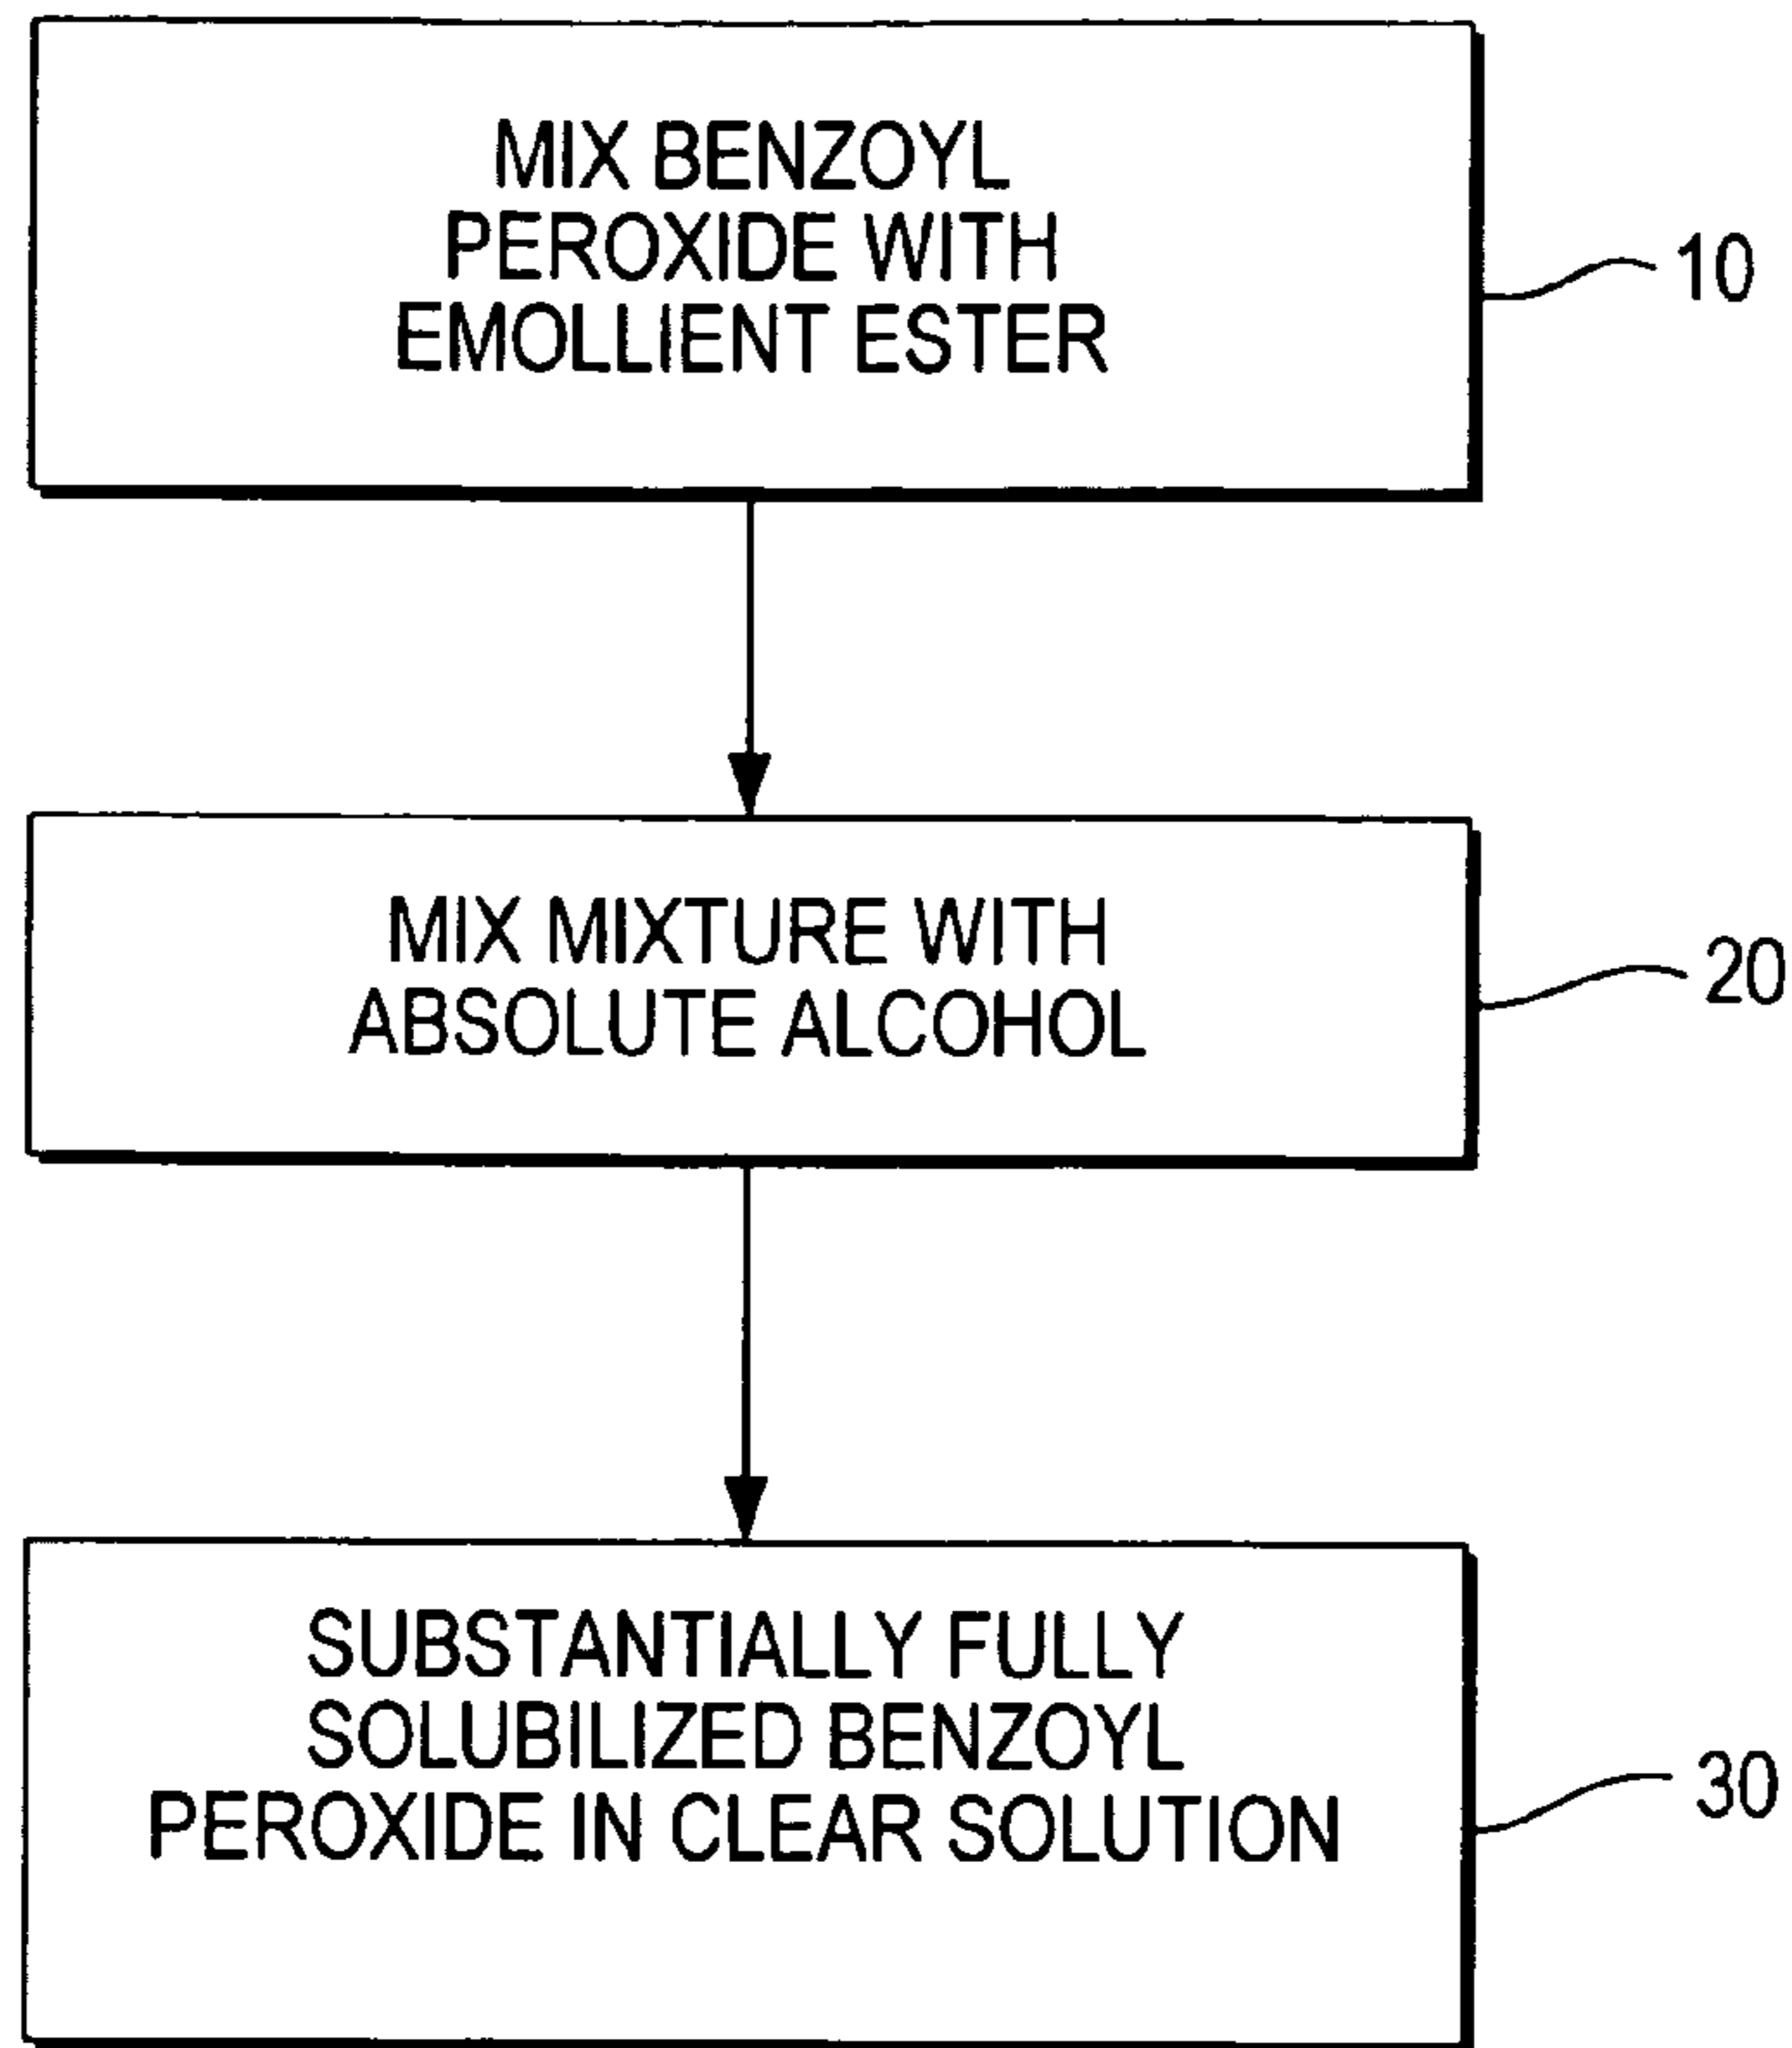 MIX BENZOYL
PEROXIDE WITH
EMOLLIENT ESTER
10
MIX MIXTURE WITH
ABSOLUTE ALCOHOL
20
SUBSTANTIALLY FULLY
SOLUBILIZED BENZOYL
PEROXIDE IN CLEAR SOLUTION
30